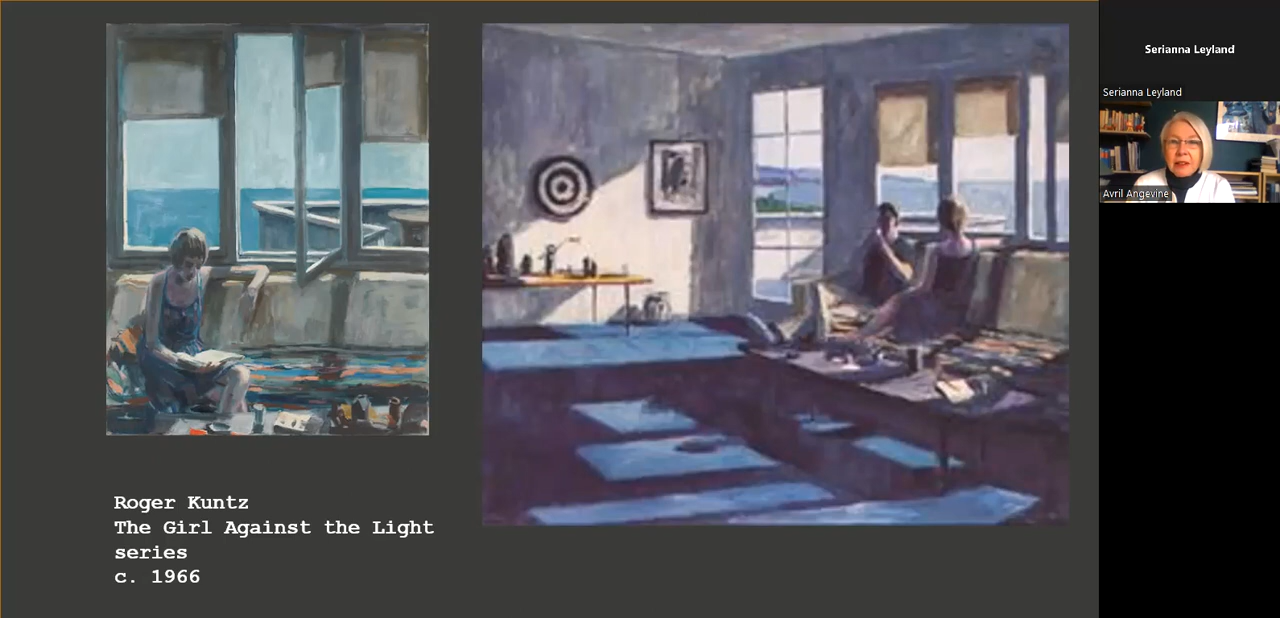 Roger Kuntz
The Girl Against the Light
series
c. 1966
Serianna Leyland
Serianna Leyland
Avril Angevine